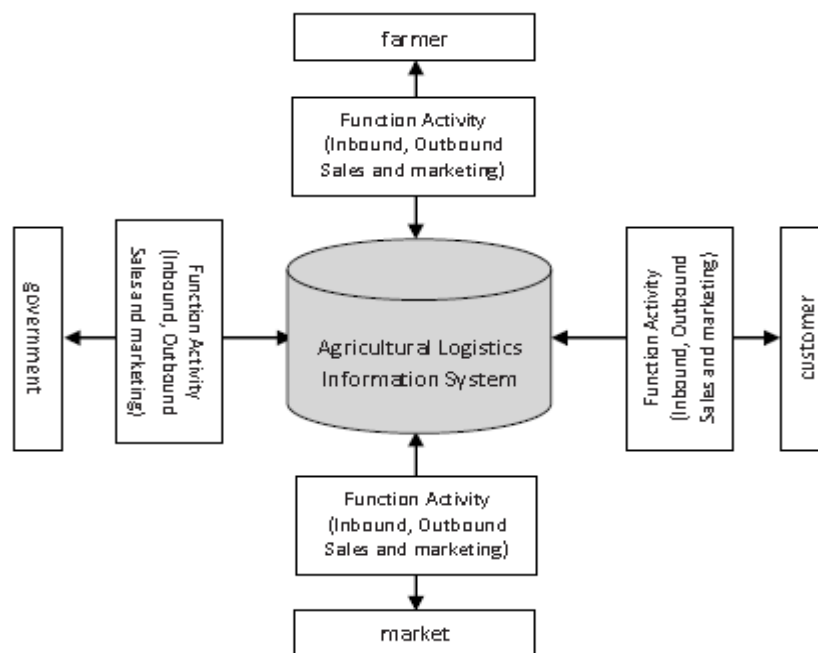 farmer
Function Activity
(Inbound, Outbound
Sales and marketing)
government
Function Activity
(Inbound, Outbound
Sales and marketing)
Agricultural Logistics
Information System
Function Activity
(Inbound, Outbound
Sales and marketing)
customer
Function Activity
(Inbound, Outbound
Sales and marketing)
market